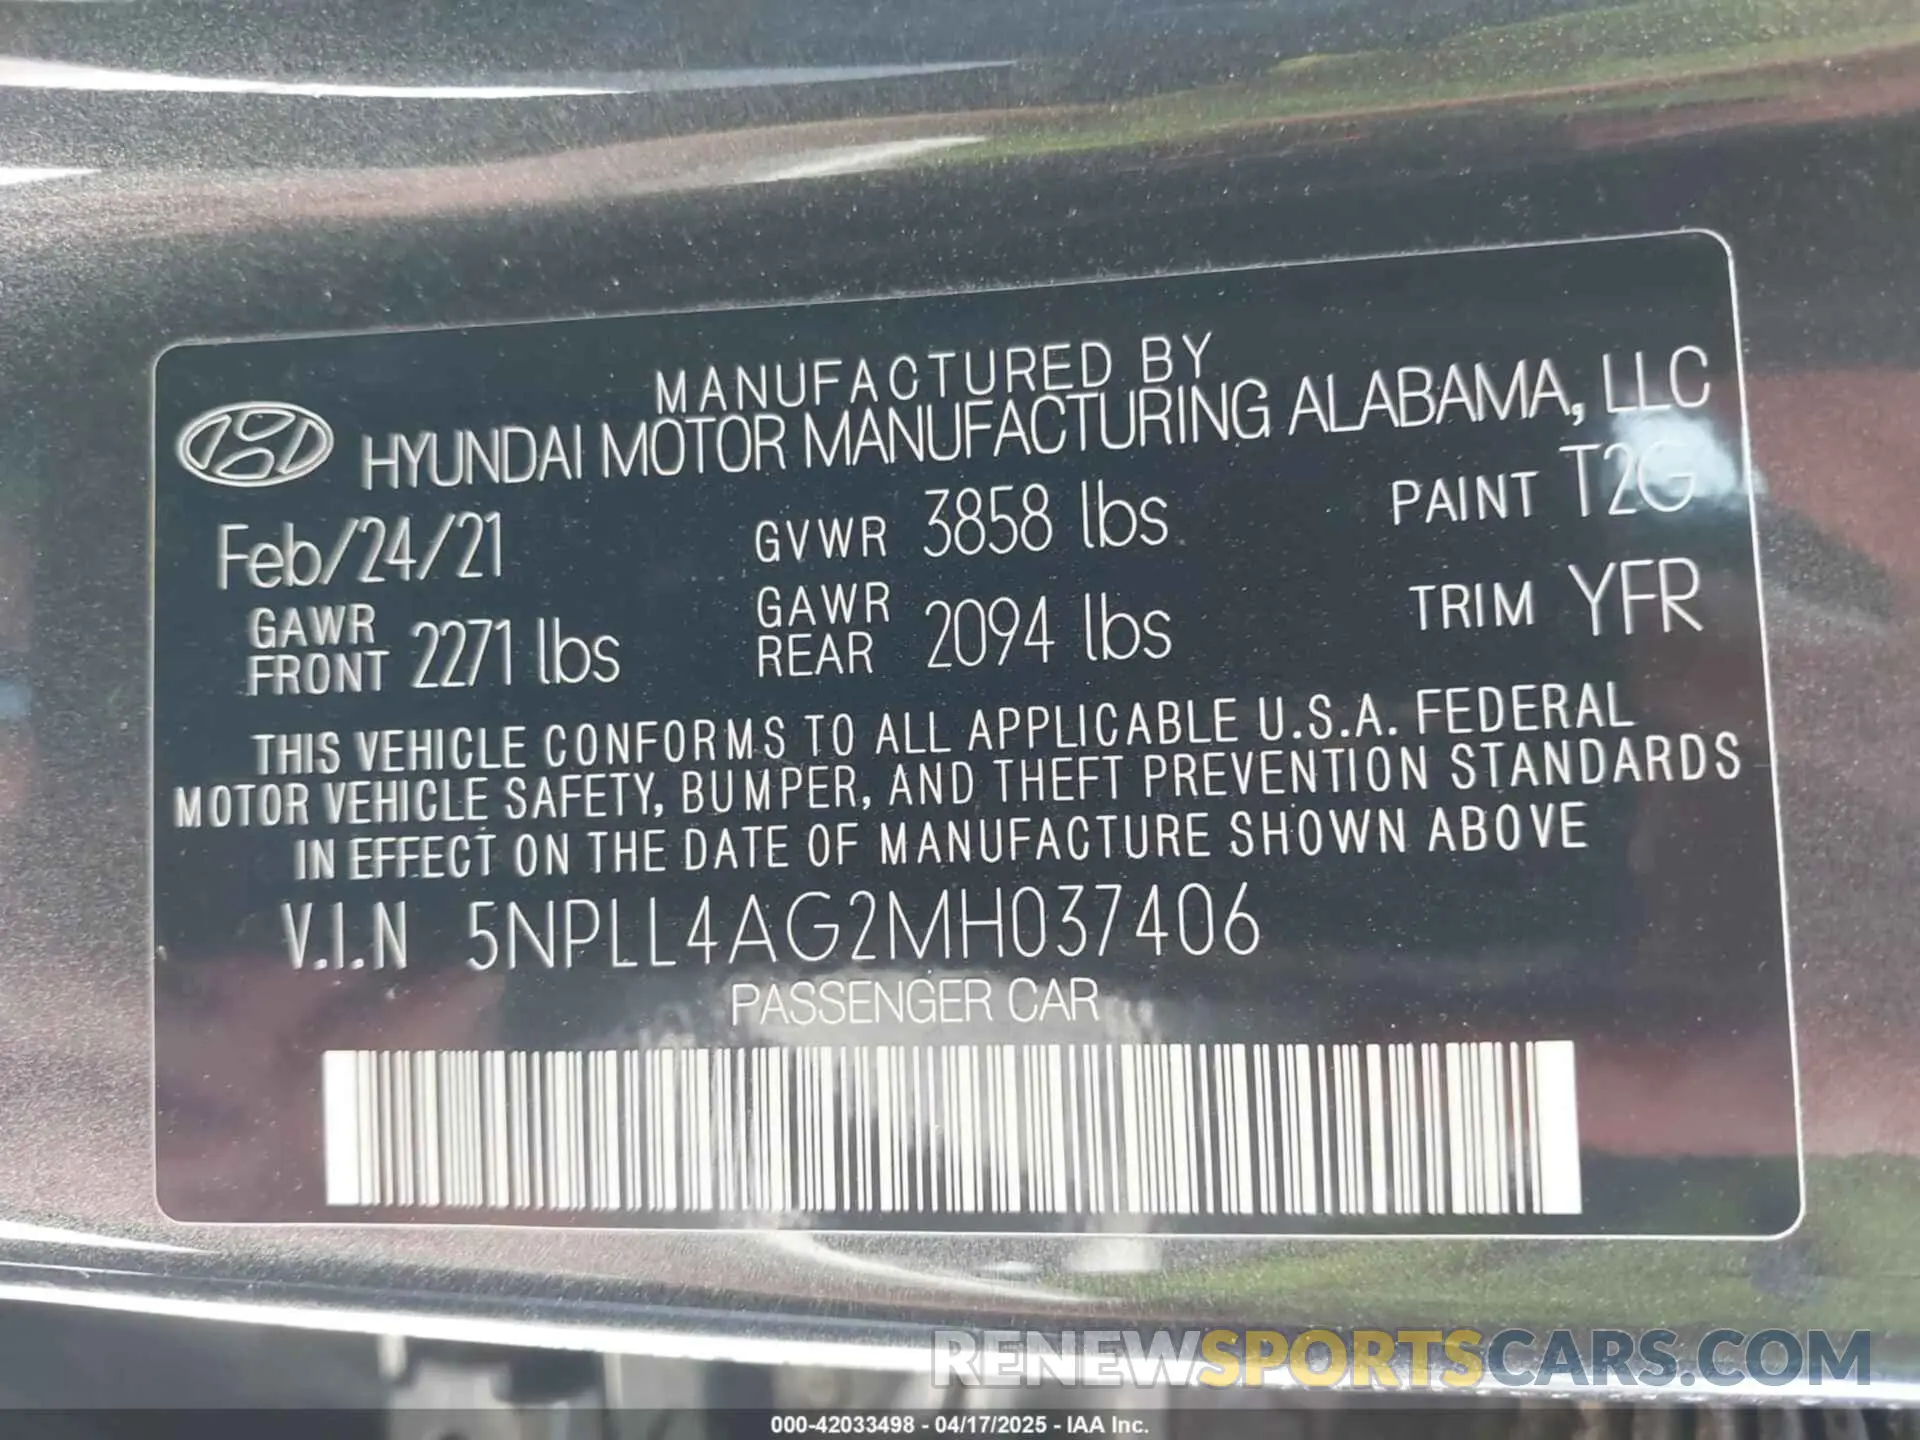 MANUFACTURED BY
HYUNDAI MOTOR MANUFACTURING ALABAMA, LLC
Feb/24/21 GVWR 3858 lbs PAINT T2G
GAWR FRONT 2271 lbs GAWR REAR 2094 lbs TRIM YFR
THIS VEHICLE CONFORMS TO ALL APPLICABLE U.S.A. FEDERAL
MOTOR VEHICLE SAFETY, BUMPER, AND THEFT PREVENTION STANDARDS
IN EFFECT ON THE DATE OF MANUFACTURE SHOWN ABOVE
V.I.N 5NPLL4AG2MH037406
PASSENGER CAR
RENEWSPORTSCARS.COM
000-42033498 - 04/17/2025 - IAA Inc.